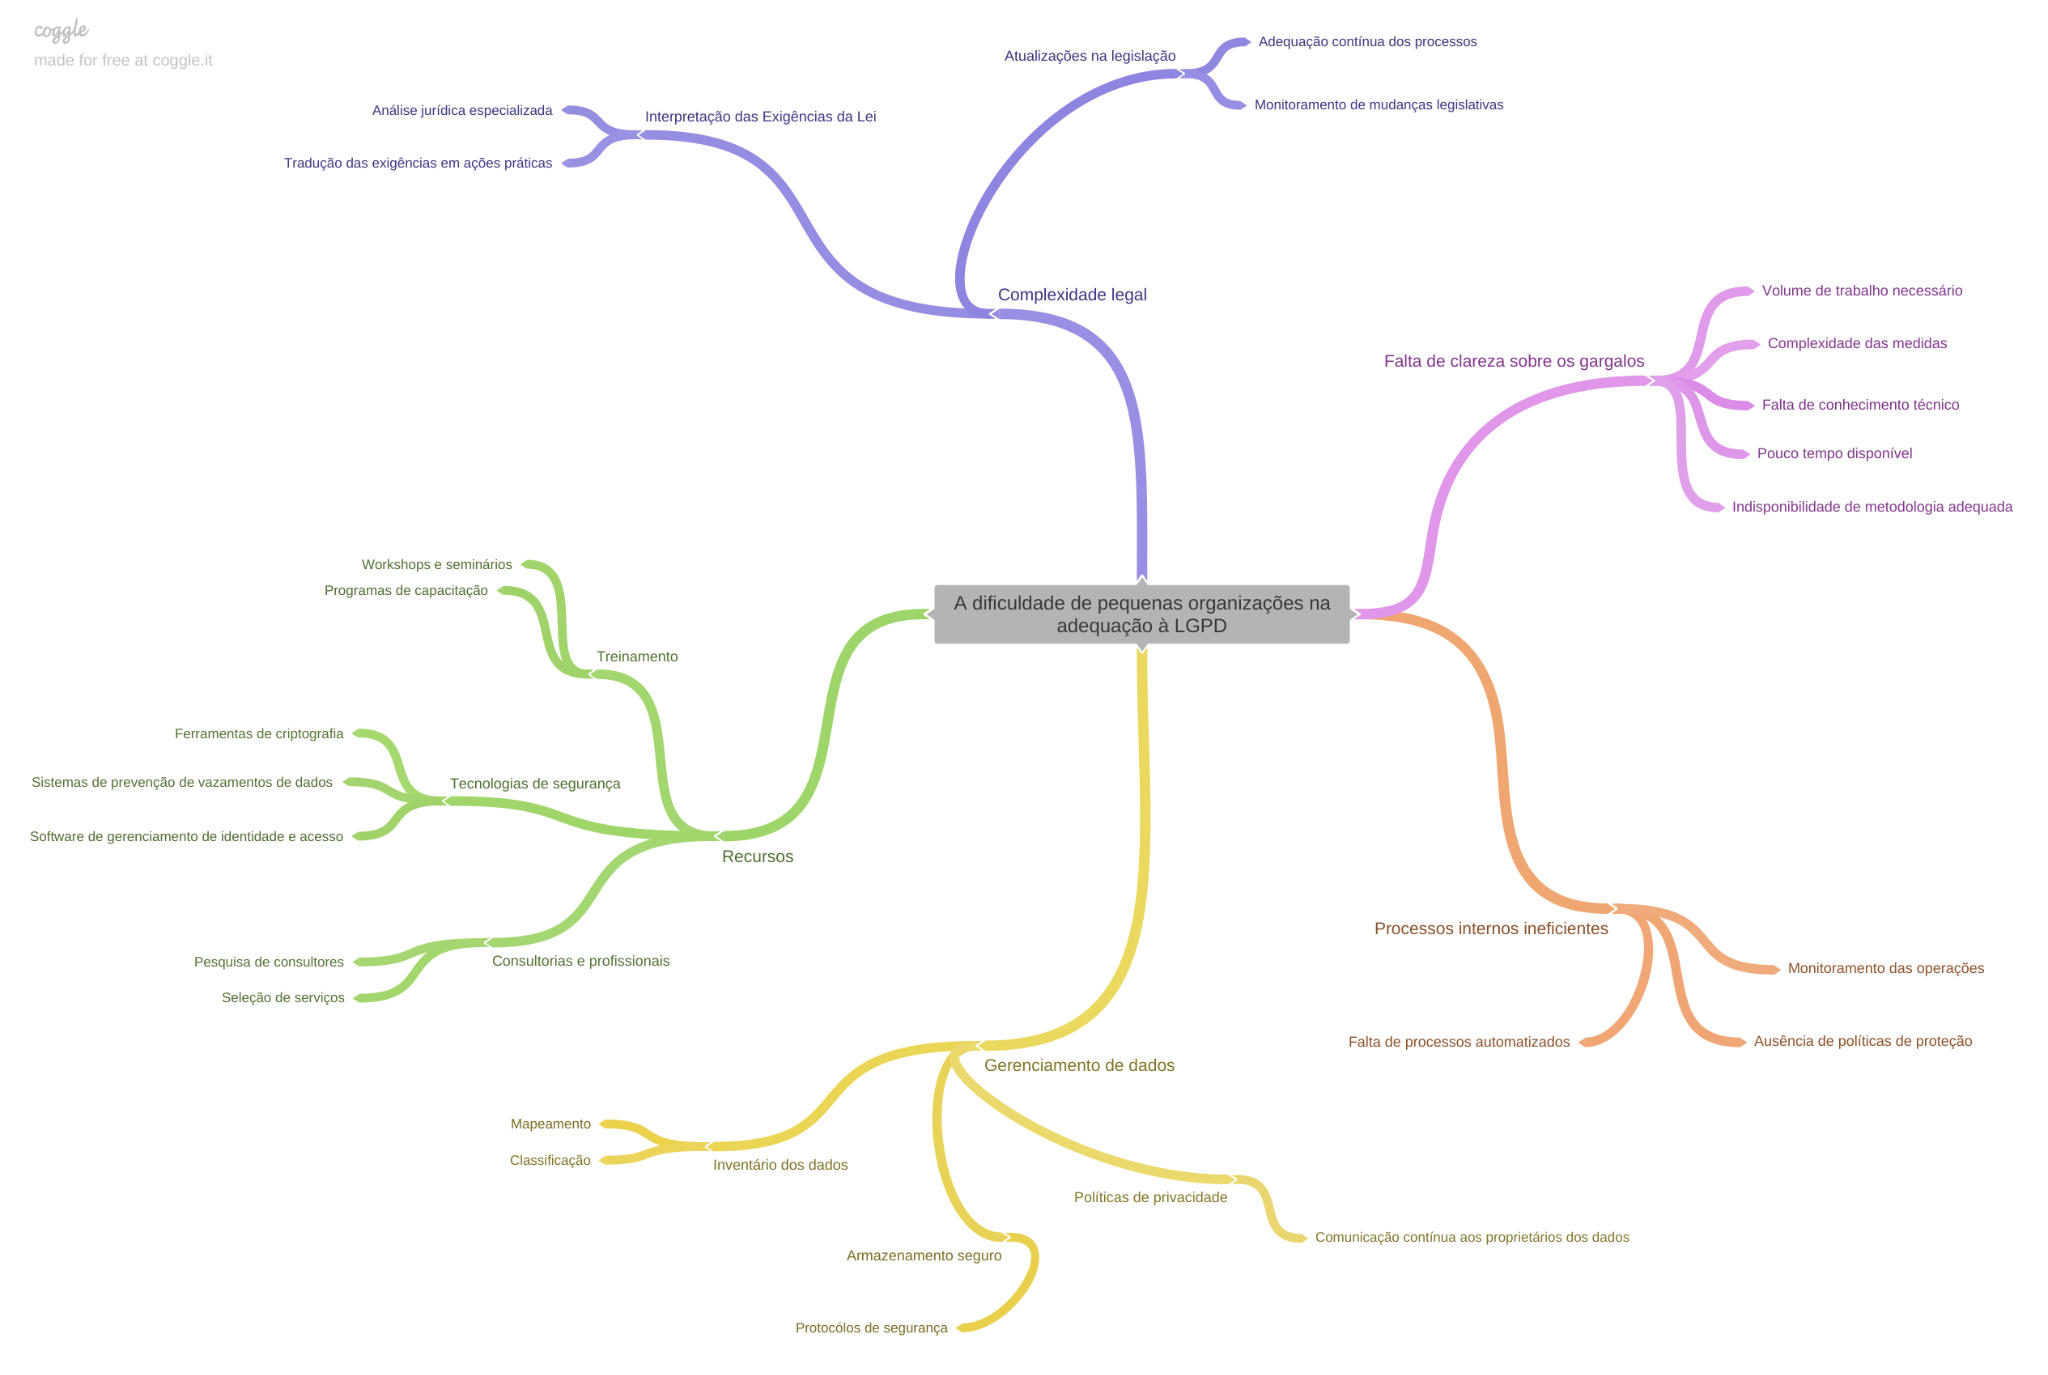 coggle
made for free at coggle.it
Atualizações na legislação
Adequação contínua dos processos
Monitoramento de mudanças legislativas
Interpretação das Exigências da Lei
Análise jurídica especializada
Tradução das exigências em ações práticas
Complexidade legal
Falta de clareza sobre os gargalos
Volume de trabalho necessário
Complexidade das medidas
Falta de conhecimento técnico
Pouco tempo disponível
Indisponibilidade de metodologia adequada
A dificuldade de pequenas organizações na
adequação à LGPD
Workshops e seminários
Programas de capacitação
Treinamento
Ferramentas de criptografia
Sistemas de prevenção de vazamentos de dados
Software de gerenciamento de identidade e acesso
Tecnologias de segurança
Recursos
Pesquisa de consultores
Seleção de serviços
Consultorias e profissionais
Processos internos ineficientes
Monitoramento das operações
Ausência de políticas de proteção
Falta de processos automatizados
Gerenciamento de dados
Mapeamento
Classificação
Inventário dos dados
Políticas de privacidade
Comunicação contínua aos proprietários dos dados
Armazenamento seguro
Protocólos de segurança